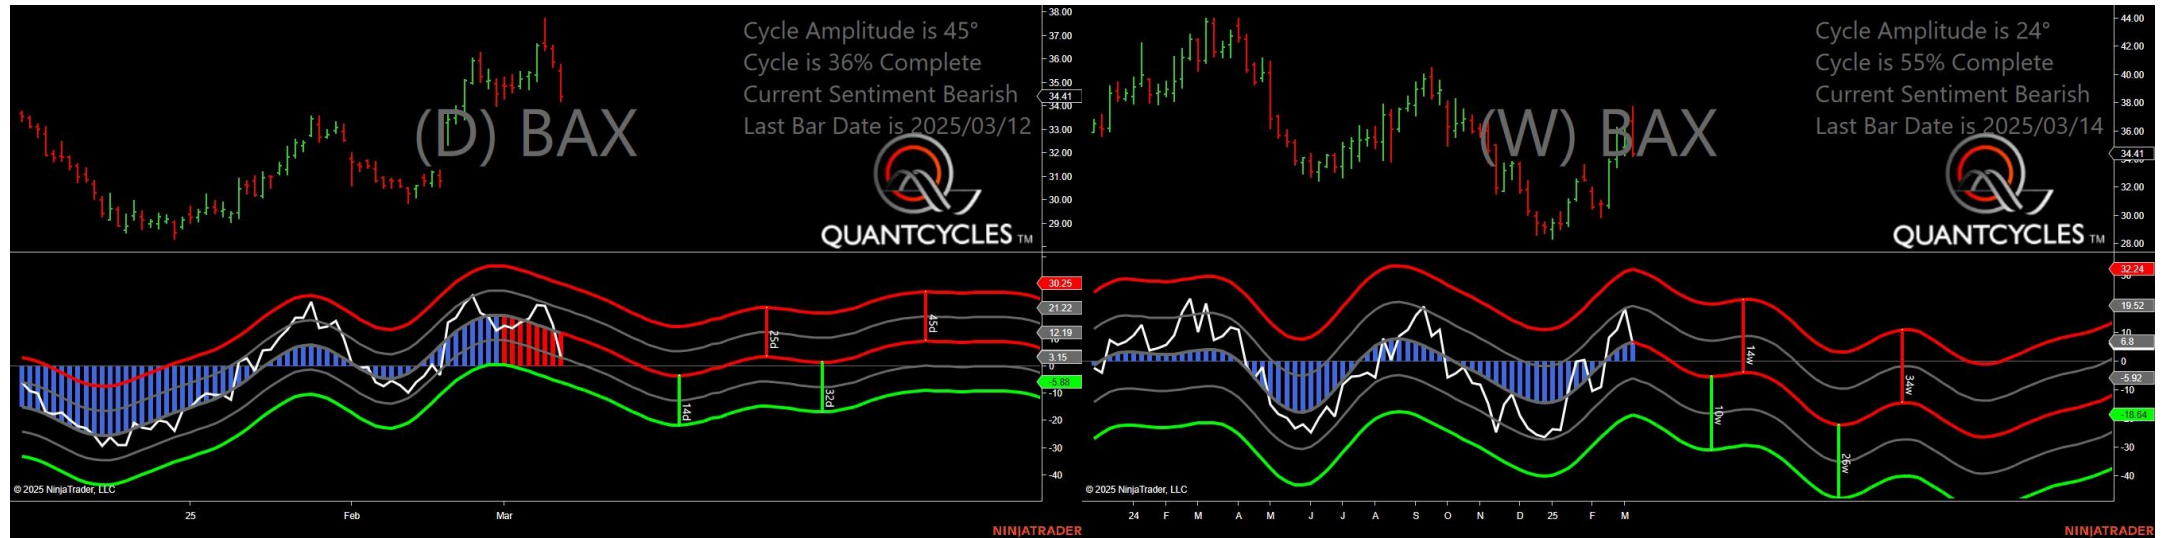 Cycle Amplitude is 45°
Cycle is 36% Complete
Current Sentiment Bearish
Last Bar Date is 2025/03/12
(D) BAX
QUANTCYCLES TM
38.00
37.00
36.00
35.00
34.41
34.00
33.00
32.00
31.00
30.00
29.00
30.25
21.22
12.19
10
3.15
0
-5.88
-10
-20
-30
-40
25d
45d
14d
32d
© 2025 NinjaTrader, LLC
25 Feb Mar
NINJATRADER
Cycle Amplitude is 24°
Cycle is 55% Complete
Current Sentiment Bearish
Last Bar Date is 2025/03/14
(W) BAX
QUANTCYCLES TM
44.00
42.00
40.00
38.00
36.00
34.41
32.00
30.00
28.00
32.24
19.52
10
6.8
0
-5.92
-10
-18.64
-30
-40
14w
34w
10w
26w
© 2025 NinjaTrader, LLC
24 F M A M J J A S O N D 25 F M
NINJATRADER